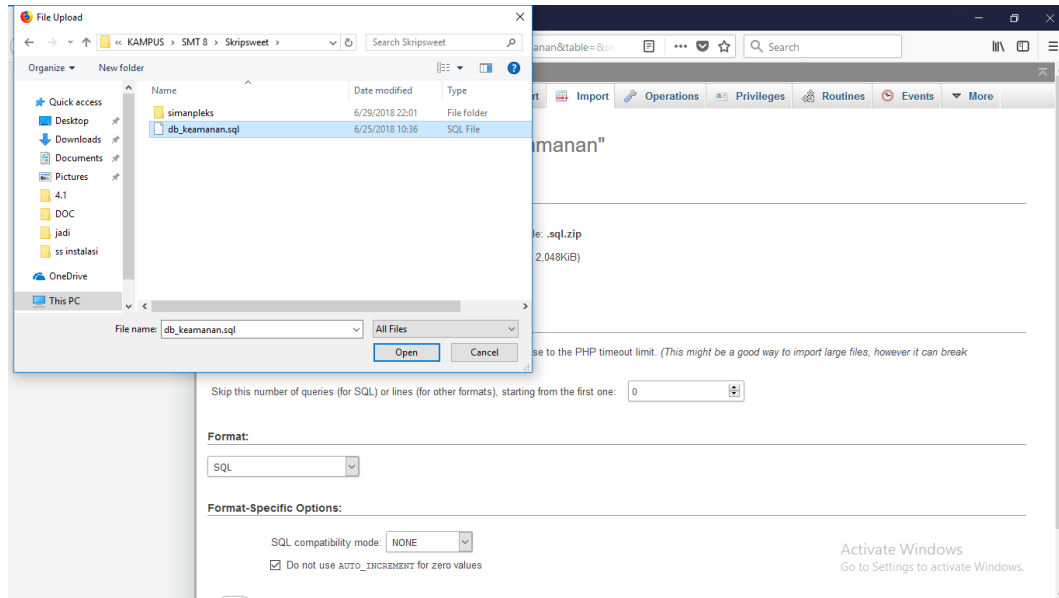 File Upload
« KAMPUS > SMT 8 > Skripsweet >
Search Skripsweet
Organize
New folder
Name
Date modified
Type
Quick access
Desktop
Downloads
Documents
Pictures
4.1
DOC
jadi
ss instalasi
OneDrive
This PC
simanpleks 6/29/2018 22:01 File folder
db_keamanan.sql 6/25/2018 10:36 SQL File
File name: db_keamanan.sql
All Files
Open
Cancel
Search
rt Import Operations Privileges Routines Events More
manan"
le: .sql.zip
2,048KiB)
se to the PHP timeout limit. (This might be a good way to import large files, however it can break
Skip this number of queries (for SQL) or lines (for other formats), starting from the first one: 0
Format:
SQL
Format-Specific Options:
SQL compatibility mode: NONE
Do not use AUTO_INCREMENT for zero values
Activate Windows
Go to Settings to activate Windows.